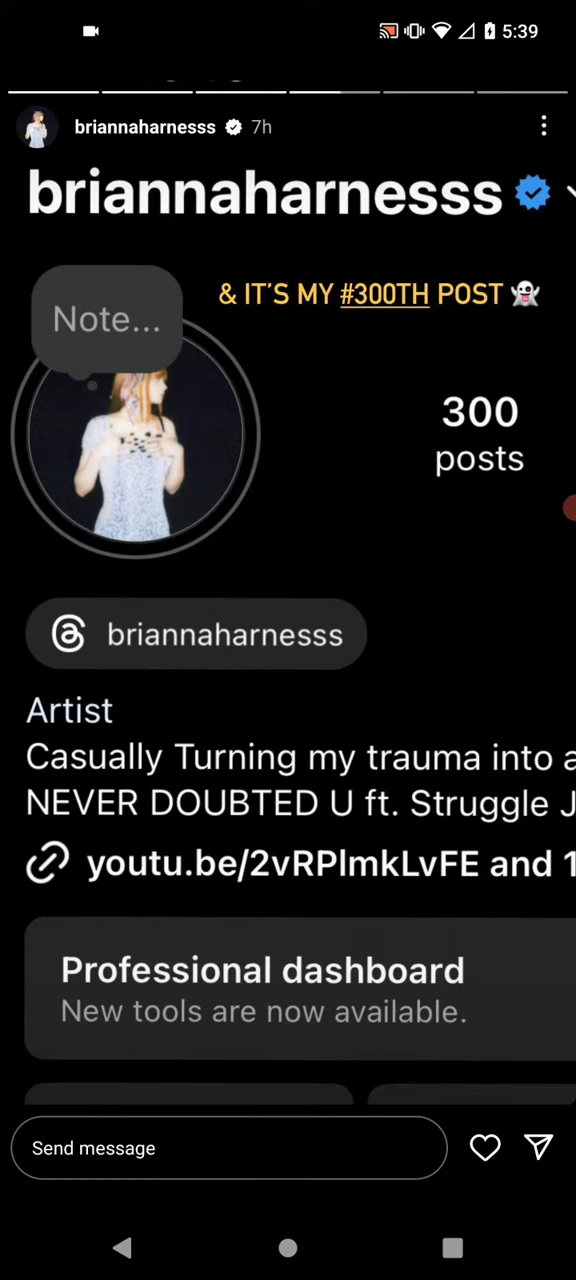 5:39
briannaharnesss 7h
briannaharnesss
& IT'S MY #300TH POST 👻
Note...
300
posts
briannaharnesss
Artist
Casually Turning my trauma into
NEVER DOUBTED U ft. Struggle J
youtu.be/2vRPlmkLvFE and 1
Professional dashboard
New tools are now available.
Send message